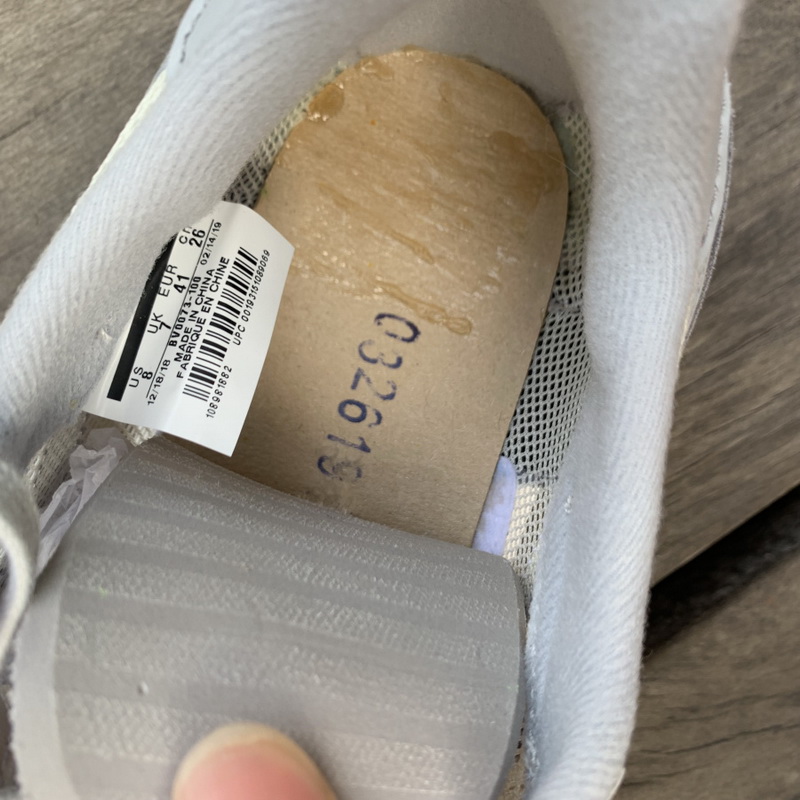 US UK EUR CM
8 7 41 26
12/18/18 BV0073-100 02/14/19
MADE IN CHINA
FABRIQUE EN CHINE
108981882 UPC 00193151089069
032619